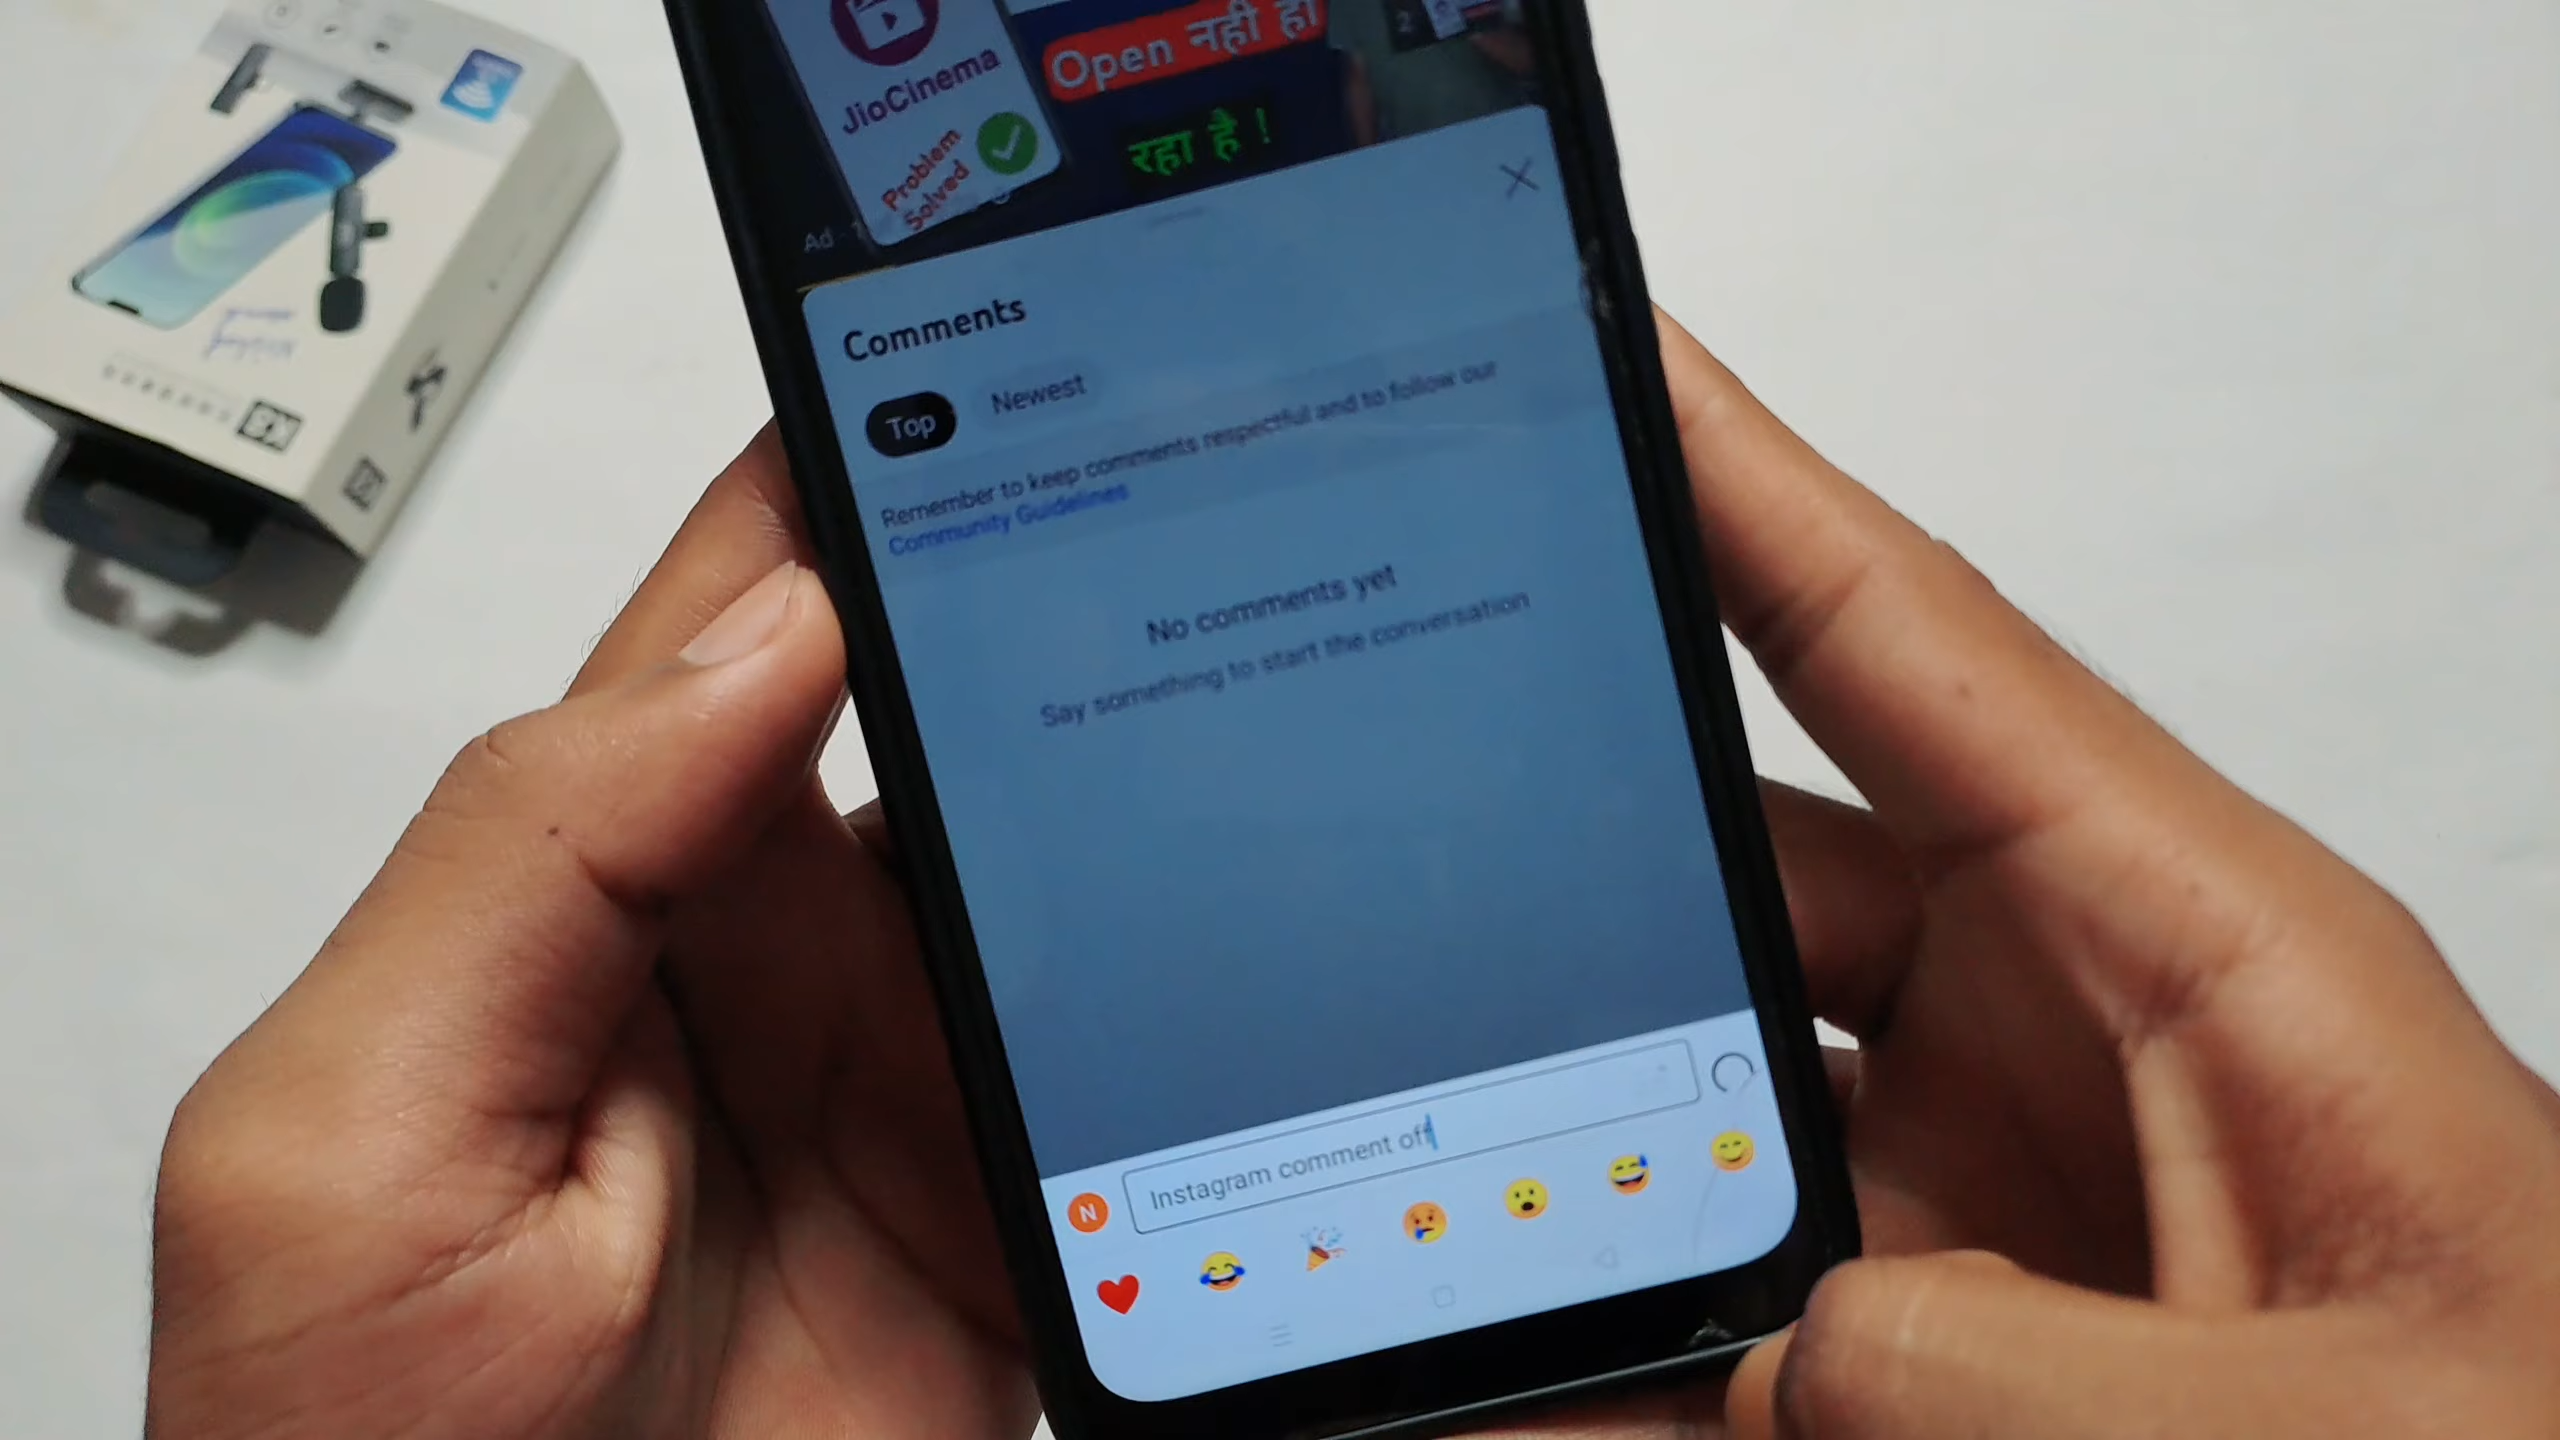 JioCinema
Problem
Solved
Open नही हो
रहा है !
Ad
Comments
Top
Newest
Remember to keep comments respectful and to follow our
Community Guidelines
No comments yet
Say something to start the conversation
N
Instagram comment off
K9